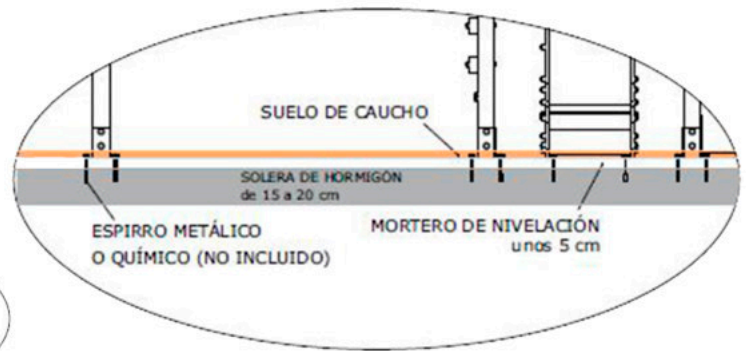 SUELO DE CAUCHO
SOLERA DE HORMIGÓN
de 15 a 20 cm
ESPIRRO METÁLICO
O QUÍMICO (NO INCLUIDO)
MORTERO DE NIVELACIÓN
unos 5 cm